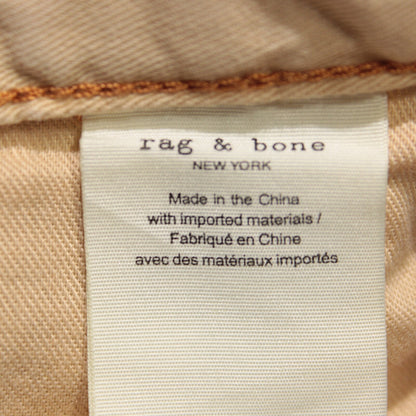 rag & bone
NEW YORK
Made in the China
with imported materials /
Fabriqué en Chine
avec des matériaux importés